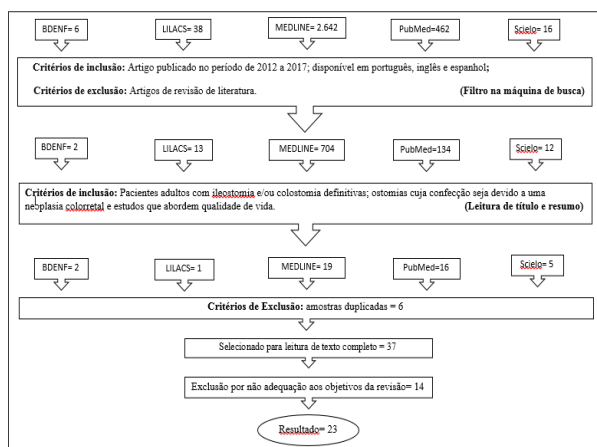 BDENF= 6
LILACS= 38
MEDLINE= 2.642
PubMed=462
Scielo= 16
Critérios de inclusão: Artigo publicado no período de 2012 a 2017; disponível em português, inglês e espanhol;
Critérios de exclusão: Artigos de revisão de literatura. (Filtro na máquina de busca)
BDENF= 2
LILACS= 13
MEDLINE= 704
PubMed=134
Scielo= 12
Critérios de inclusão: Pacientes adultos com ileostomia e/ou colostomia definitivas; ostomias cuja confecção seja devido a uma
neoplasia colorretal e estudos que abordem qualidade de vida. (Leitura de título e resumo)
BDENF= 2
LILACS= 1
MEDLINE= 19
PubMed=16
Scielo= 5
Critérios de Exclusão: amostras duplicadas = 6
Selecionado para leitura de texto completo = 37
Exclusão por não adequação aos objetivos da revisão= 14
Resultado= 23